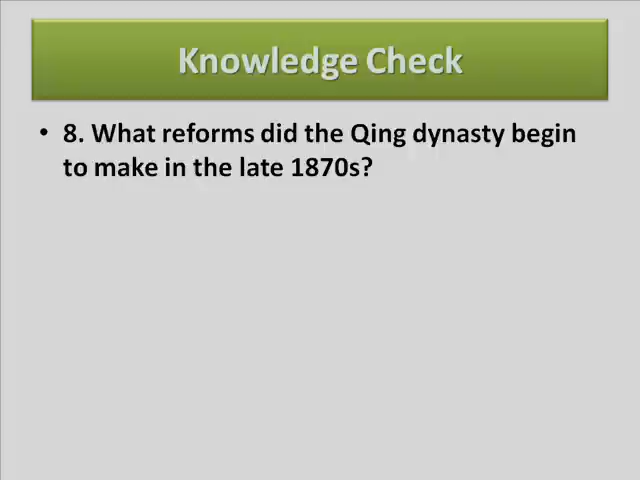 Knowledge Check
• 8. What reforms did the Qing dynasty begin
to make in the late 1870s?